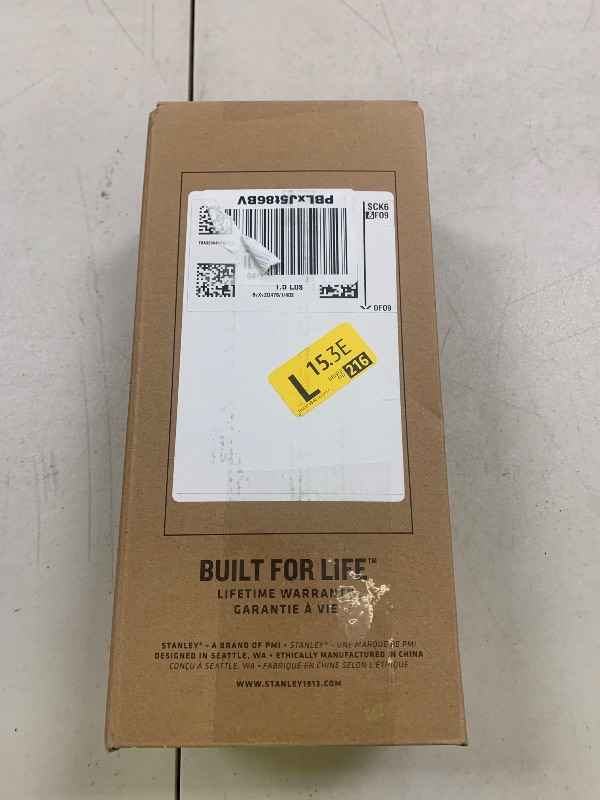 PBLxJ5t86BV
SCK6
&F09
1.5 Lbs
DF09
L 15.3E
216
BUILT FOR LIFE™
LIFETIME WARRANTY
GARANTIE À VIE
STANLEY® - A BRAND OF PMI • STANLEY® - UNE MARQUE DE PMI
DESIGNED IN SEATTLE, WA • ETHICALLY MANUFACTURED IN CHINA
CONÇU À SEATTLE, WA • FABRIQUÉ EN CHINE SELON L'ÉTHIQUE
WWW.STANLEY1913.COM